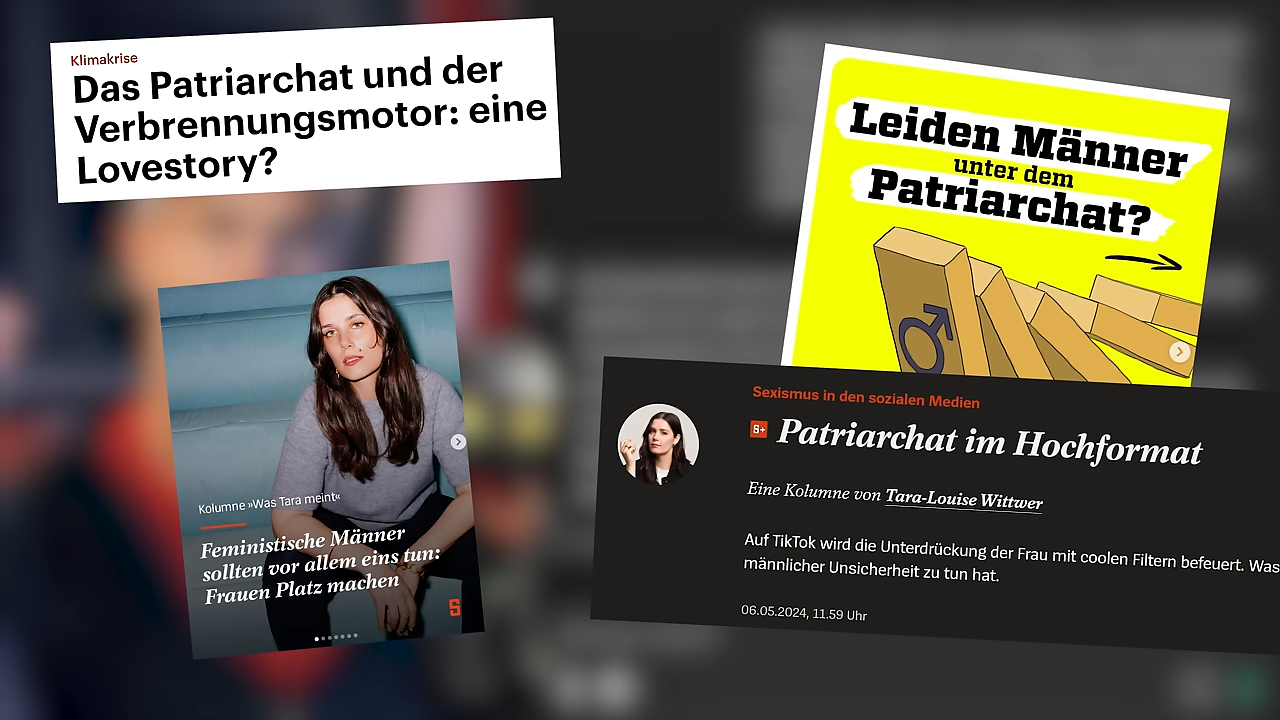 Klimakrise
Das Patriarchat und der
Verbrennungsmotor: eine
Lovestory?
Leiden Männer
unter dem
Patriarchat?
Kolumne »Was Tara meint«
Feministische Männer
sollten vor allem eins tun:
Frauen Platz machen
S
Sexismus in den sozialen Medien
S+ Patriarchat im Hochformat
Eine Kolumne von Tara-Louise Wittwer
Auf TikTok wird die Unterdrückung der Frau mit coolen Filtern befeuert. Was
männlicher Unsicherheit zu tun hat.
06.05.2024, 11.59 Uhr